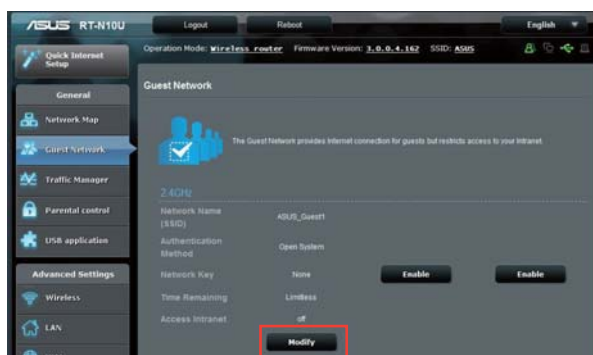 ASUS RT-N10U Logout Reboot English
Operation Mode: Wireless router Firmware Version: 3.0.0.4.162 SSID: ASUS
Quick Internet
Setup
General
Network Map
Guest Network
Traffic Manager
Parental control
USB application
Advanced Settings
Wireless
LAN
Guest Network
The Guest Network provides Internet connection for guests but restricts access to your Intranet.
2.4GHz
Network Name
(SSID)
ASUS_Guest1
Authentication
Method
Open System
Network Key None Enable Enable
Time Remaining Limitless
Access Intranet off
Modify